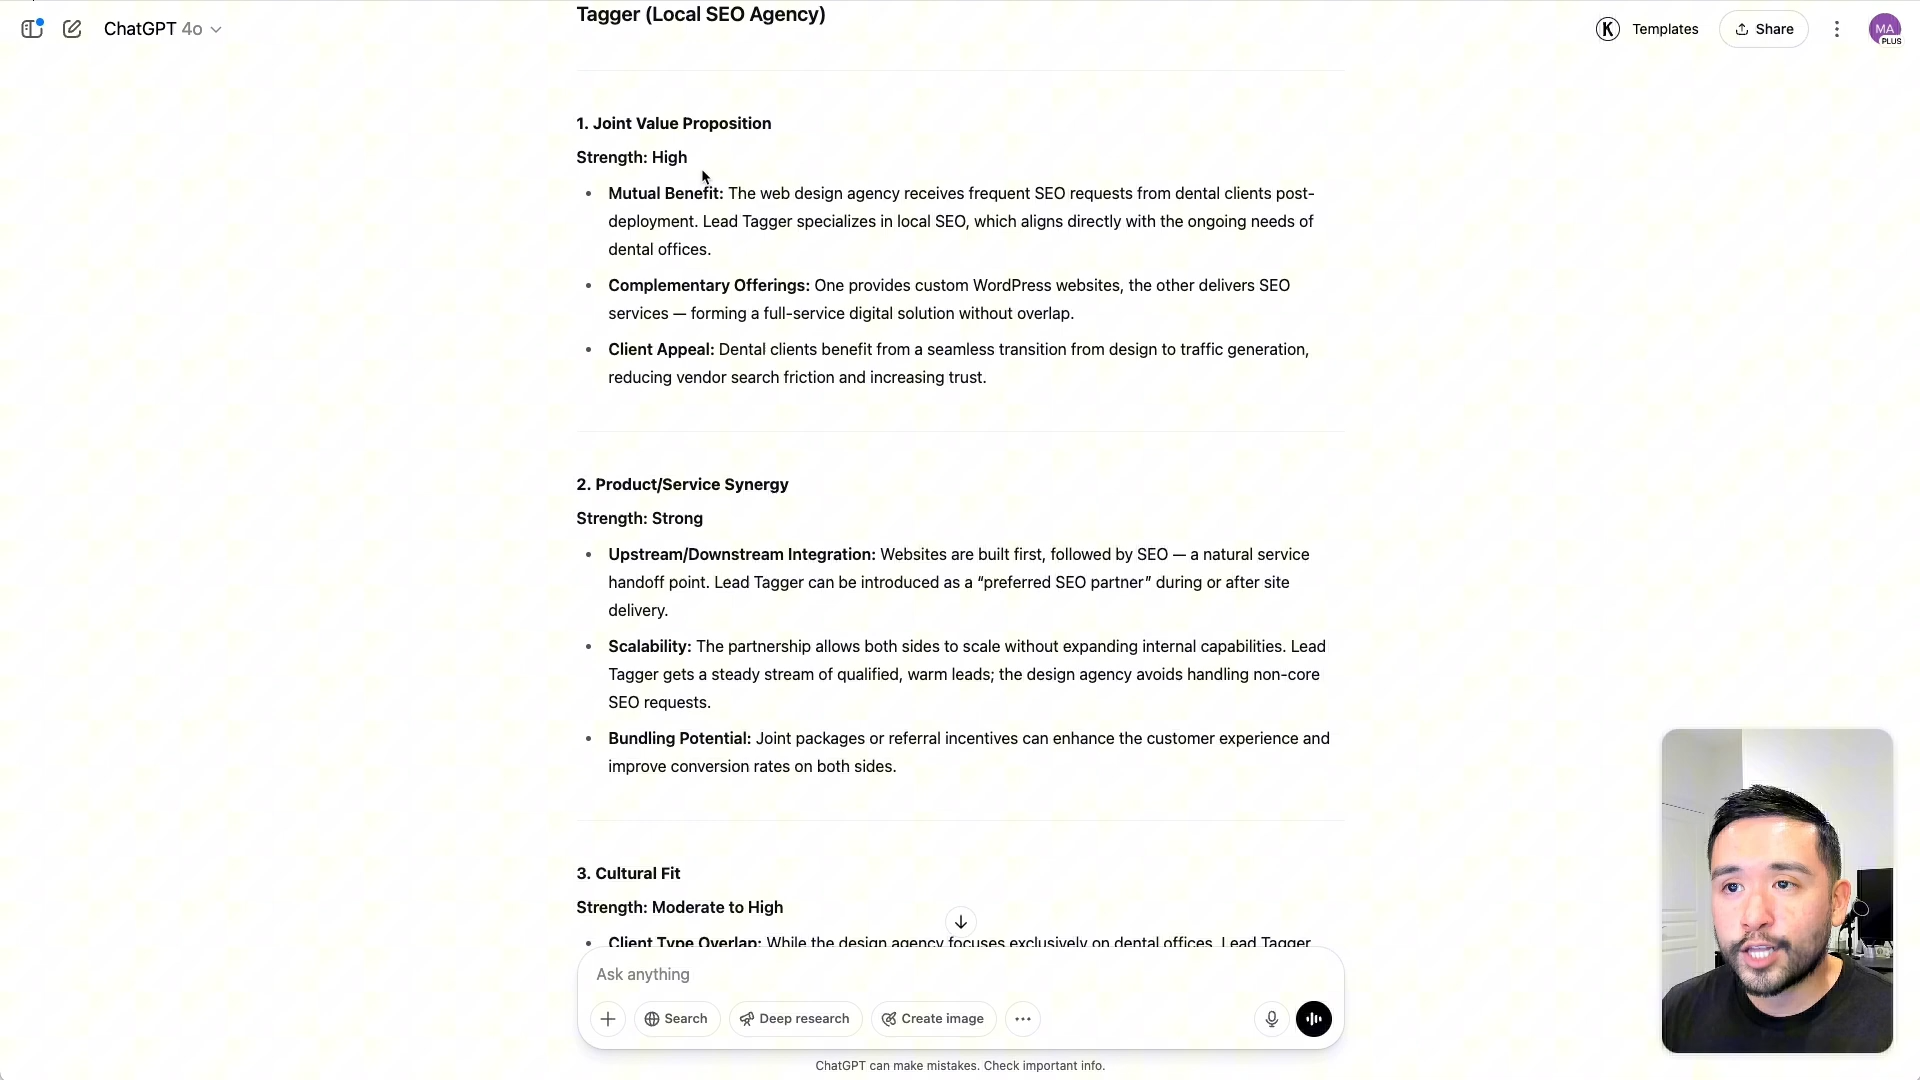 Tagger (Local SEO Agency)
ChatGPT 4o
K Templates
Share
MA
PLUS
1. Joint Value Proposition
Strength: High
• Mutual Benefit: The web design agency receives frequent SEO requests from dental clients post-
deployment. Lead Tagger specializes in local SEO, which aligns directly with the ongoing needs of
dental offices.
• Complementary Offerings: One provides custom WordPress websites, the other delivers SEO
services — forming a full-service digital solution without overlap.
• Client Appeal: Dental clients benefit from a seamless transition from design to traffic generation,
reducing vendor search friction and increasing trust.
2. Product/Service Synergy
Strength: Strong
• Upstream/Downstream Integration: Websites are built first, followed by SEO — a natural service
handoff point. Lead Tagger can be introduced as a “preferred SEO partner” during or after site
delivery.
• Scalability: The partnership allows both sides to scale without expanding internal capabilities. Lead
Tagger gets a steady stream of qualified, warm leads; the design agency avoids handling non-core
SEO requests.
• Bundling Potential: Joint packages or referral incentives can enhance the customer experience and
improve conversion rates on both sides.
3. Cultural Fit
Strength: Moderate to High
• Client Type Overlap: While the design agency focuses exclusively on dental offices, Lead Tagger
Ask anything
Search
Deep research
Create image
ChatGPT can make mistakes. Check important info.